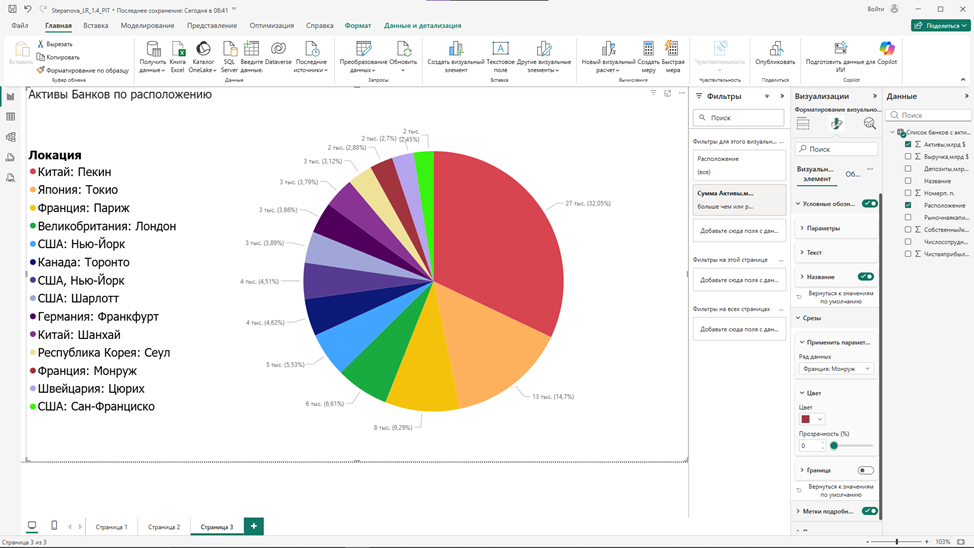 Stepanova_LR_1.4_PIT • Последнее сохранение: Сегодня в 08:41
Войти
Файл Главная Вставка Моделирование Представление Оптимизация Справка Формат Данные и детализация
Поделиться
Вставить
Вырезать
Копировать
Форматирование по образцу
Буфер обмена
Получить данные
Книга Excel
Каталог OneLake
SQL Server
Введите данные
Dataverse
Последние источники
Данные
Преобразование данных
Обновить
Запросы
Создать визуальный элемент
Текстовое поле
Другие визуальные элементы
Вставка
Новый визуальный расчет
Создать меру
Быстрая мера
Вычисления
Чувствительность
Чувствительность
Опубликовать
Поделиться
Подготовить данные для ИИ
Copilot
Copilot
Активы Банков по расположению
Локация
Китай: Пекин
Япония: Токио
Франция: Париж
Великобритания: Лондон
США: Нью-Йорк
Канада: Торонто
США, Нью-Йорк
США: Шарлотт
Германия: Франкфурт
Китай: Шанхай
Республика Корея: Сеул
Франция: Монруж
Швейцария: Цюрих
США: Сан-Франциско
27 тыс. (32,05%)
13 тыс. (14,7%)
8 тыс. (9,29%)
6 тыс. (6,61%)
5 тыс. (5,53%)
4 тыс. (4,62%)
4 тыс. (4,51%)
3 тыс. (3,89%)
3 тыс. (3,86%)
3 тыс. (3,79%)
3 тыс. (3,12%)
2 тыс. (2,88%)
2 тыс. (2,7%)
2 тыс. (2,45%)
Фильтры
Поиск
Фильтры для этого визуальн...
Расположение
(все)
Сумма Активы,м...
больше чем или р...
Добавьте сюда поля с дан...
Фильтры на этой странице
Добавьте сюда поля с дан...
Фильтры на всех страницах
Добавьте сюда поля с дан...
Визуализации
Форматирование визуально...
Поиск
Визуальн... элемент
Об...
Условные обозн...
Параметры
Текст
Название
Вернуться к значениям по умолчанию
Срезы
Применить парамет...
Ряд данных
Франция: Монруж
Цвет
Цвет
Прозрачность (%)
0
Граница
Вернуться к значениям по умолчанию
Метки подробн...
Данные
Поиск
Список банков с акти...
Активы,млрд $
Выручка,млрд $
Депозиты,млр...
Название
Номерп. п.
Расположение
Рыночнаякапи...
Собственныйк...
Числосотрудн...
Чистаяприбыл...
Страница 1
Страница 2
Страница 3
+
Страница 3 из 3
- + 103%